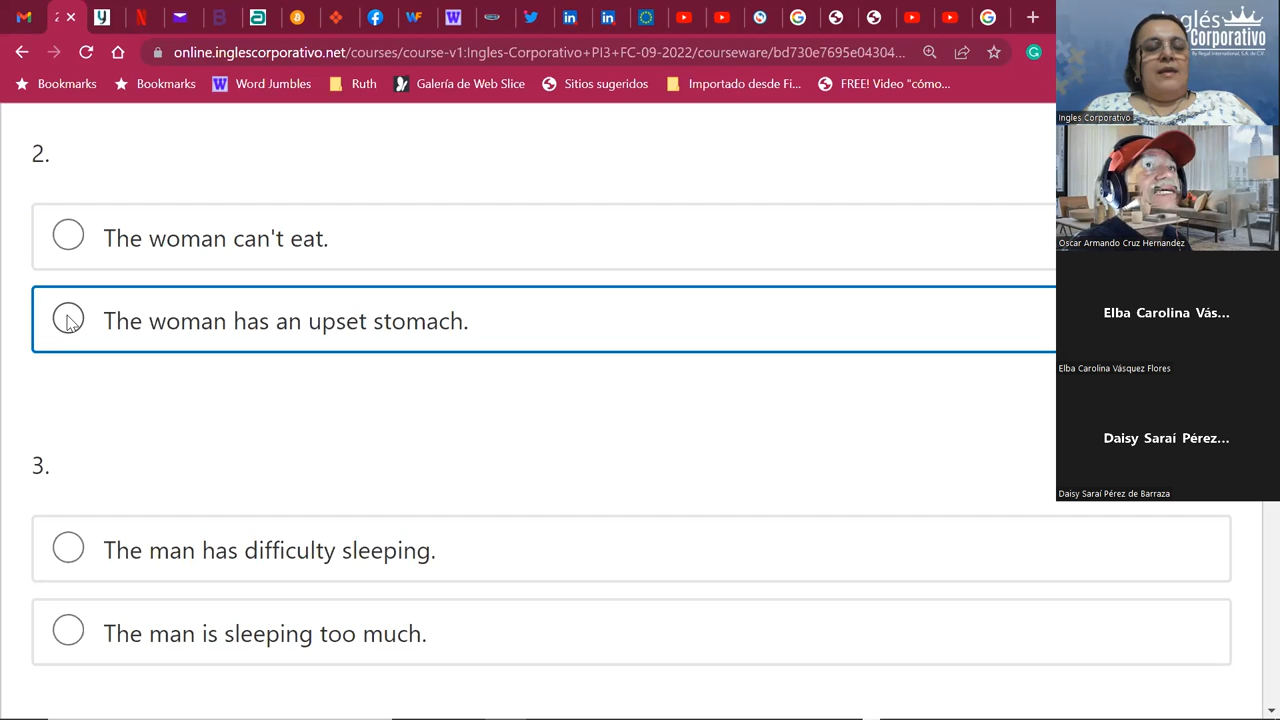 online.inglescorporativo.net/courses/course-v1:Ingles-Corporativo+PI3+FC-09-2022/courseware/bd730e7695e04304...
Bookmarks
Bookmarks
Word Jumbles
Ruth
Galería de Web Slice
Sitios sugeridos
Importado desde Fi...
FREE! Video "cómo...
2.
The woman can't eat.
The woman has an upset stomach.
3.
The man has difficulty sleeping.
The man is sleeping too much.
inglés
Corporativo
By Regal International, S.A. de C.V.
Ingles Corporativo
Oscar Armando Cruz Hernandez
Elba Carolina Vás...
Elba Carolina Vásquez Flores
Daisy Saraí Pérez...
Daisy Saraí Pérez de Barraza